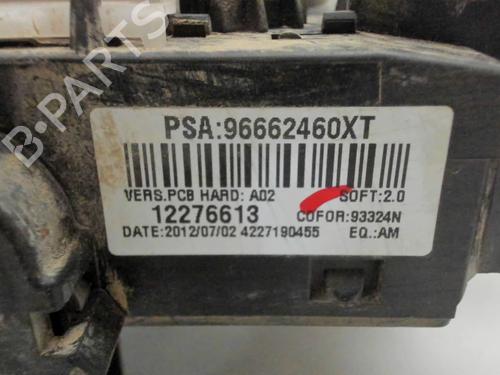 B-PARTS
PSA:96662460XT
VERS.PCB HARD: A02 SOFT:2.0
12276613 COFOR:93324N
DATE:2012/07/02 4227190455 EQ.:AM